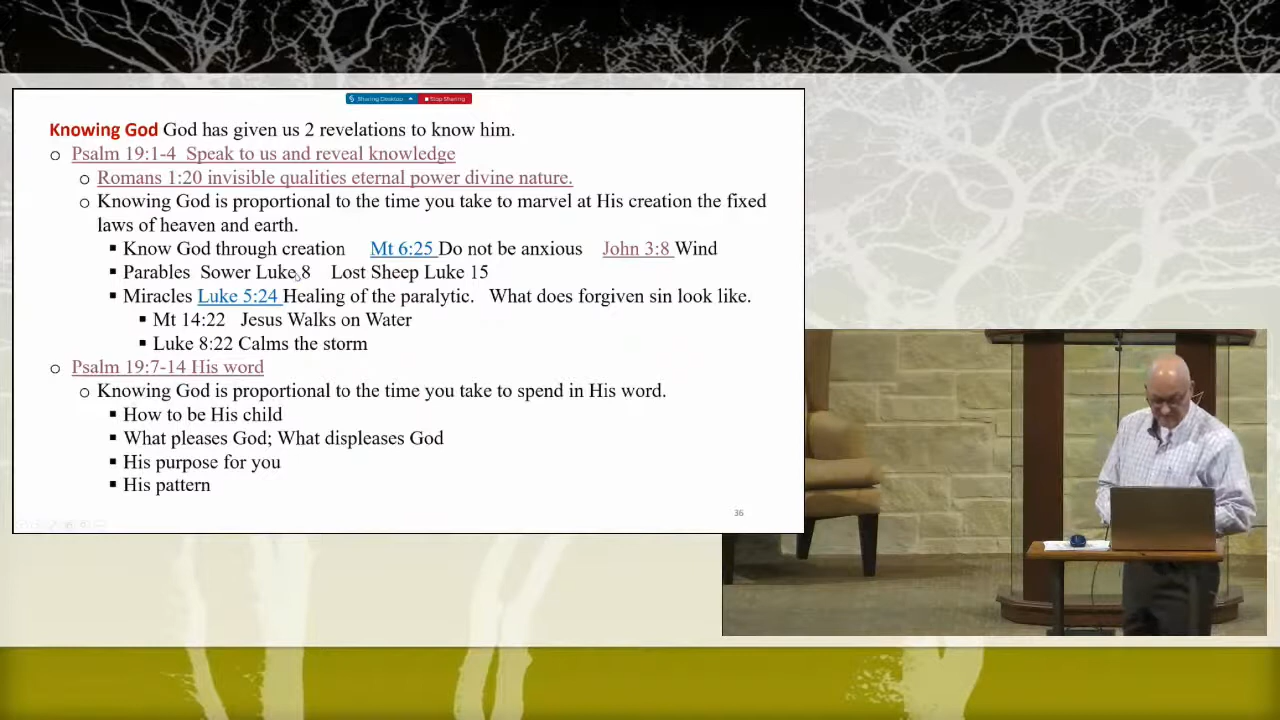 Sharing Desktop Stop Sharing
Knowing God God has given us 2 revelations to know him.
o Psalm 19:1-4 Speak to us and reveal knowledge
o Romans 1:20 invisible qualities eternal power divine nature.
o Knowing God is proportional to the time you take to marvel at His creation the fixed
laws of heaven and earth.
▪ Know God through creation Mt 6:25 Do not be anxious John 3:8 Wind
▪ Parables Sower Luke 8 Lost Sheep Luke 15
▪ Miracles Luke 5:24 Healing of the paralytic. What does forgiven sin look like.
▪ Mt 14:22 Jesus Walks on Water
▪ Luke 8:22 Calms the storm
o Psalm 19:7-14 His word
o Knowing God is proportional to the time you take to spend in His word.
▪ How to be His child
▪ What pleases God; What displeases God
▪ His purpose for you
▪ His pattern
36